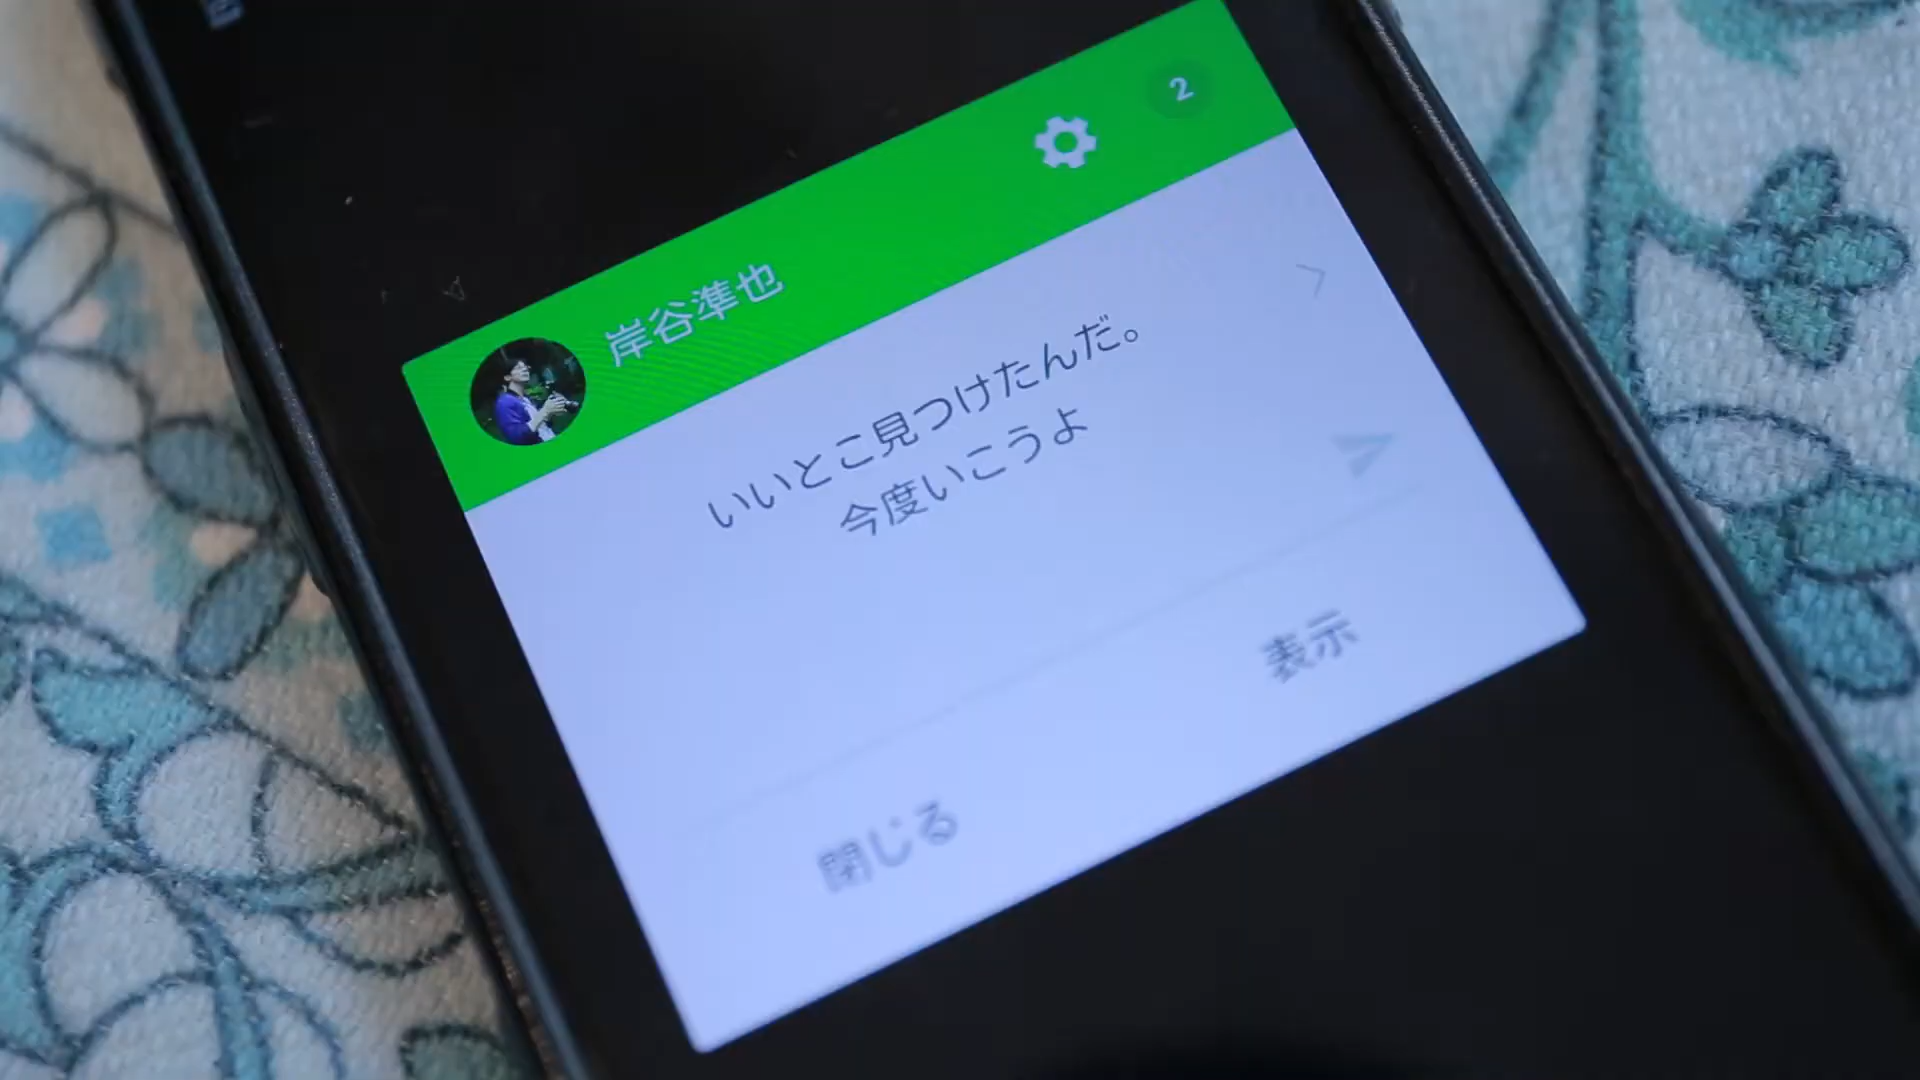 2
岸谷準也
いいとこ見つけたんだ。
今度いこうよ
閉じる
表示